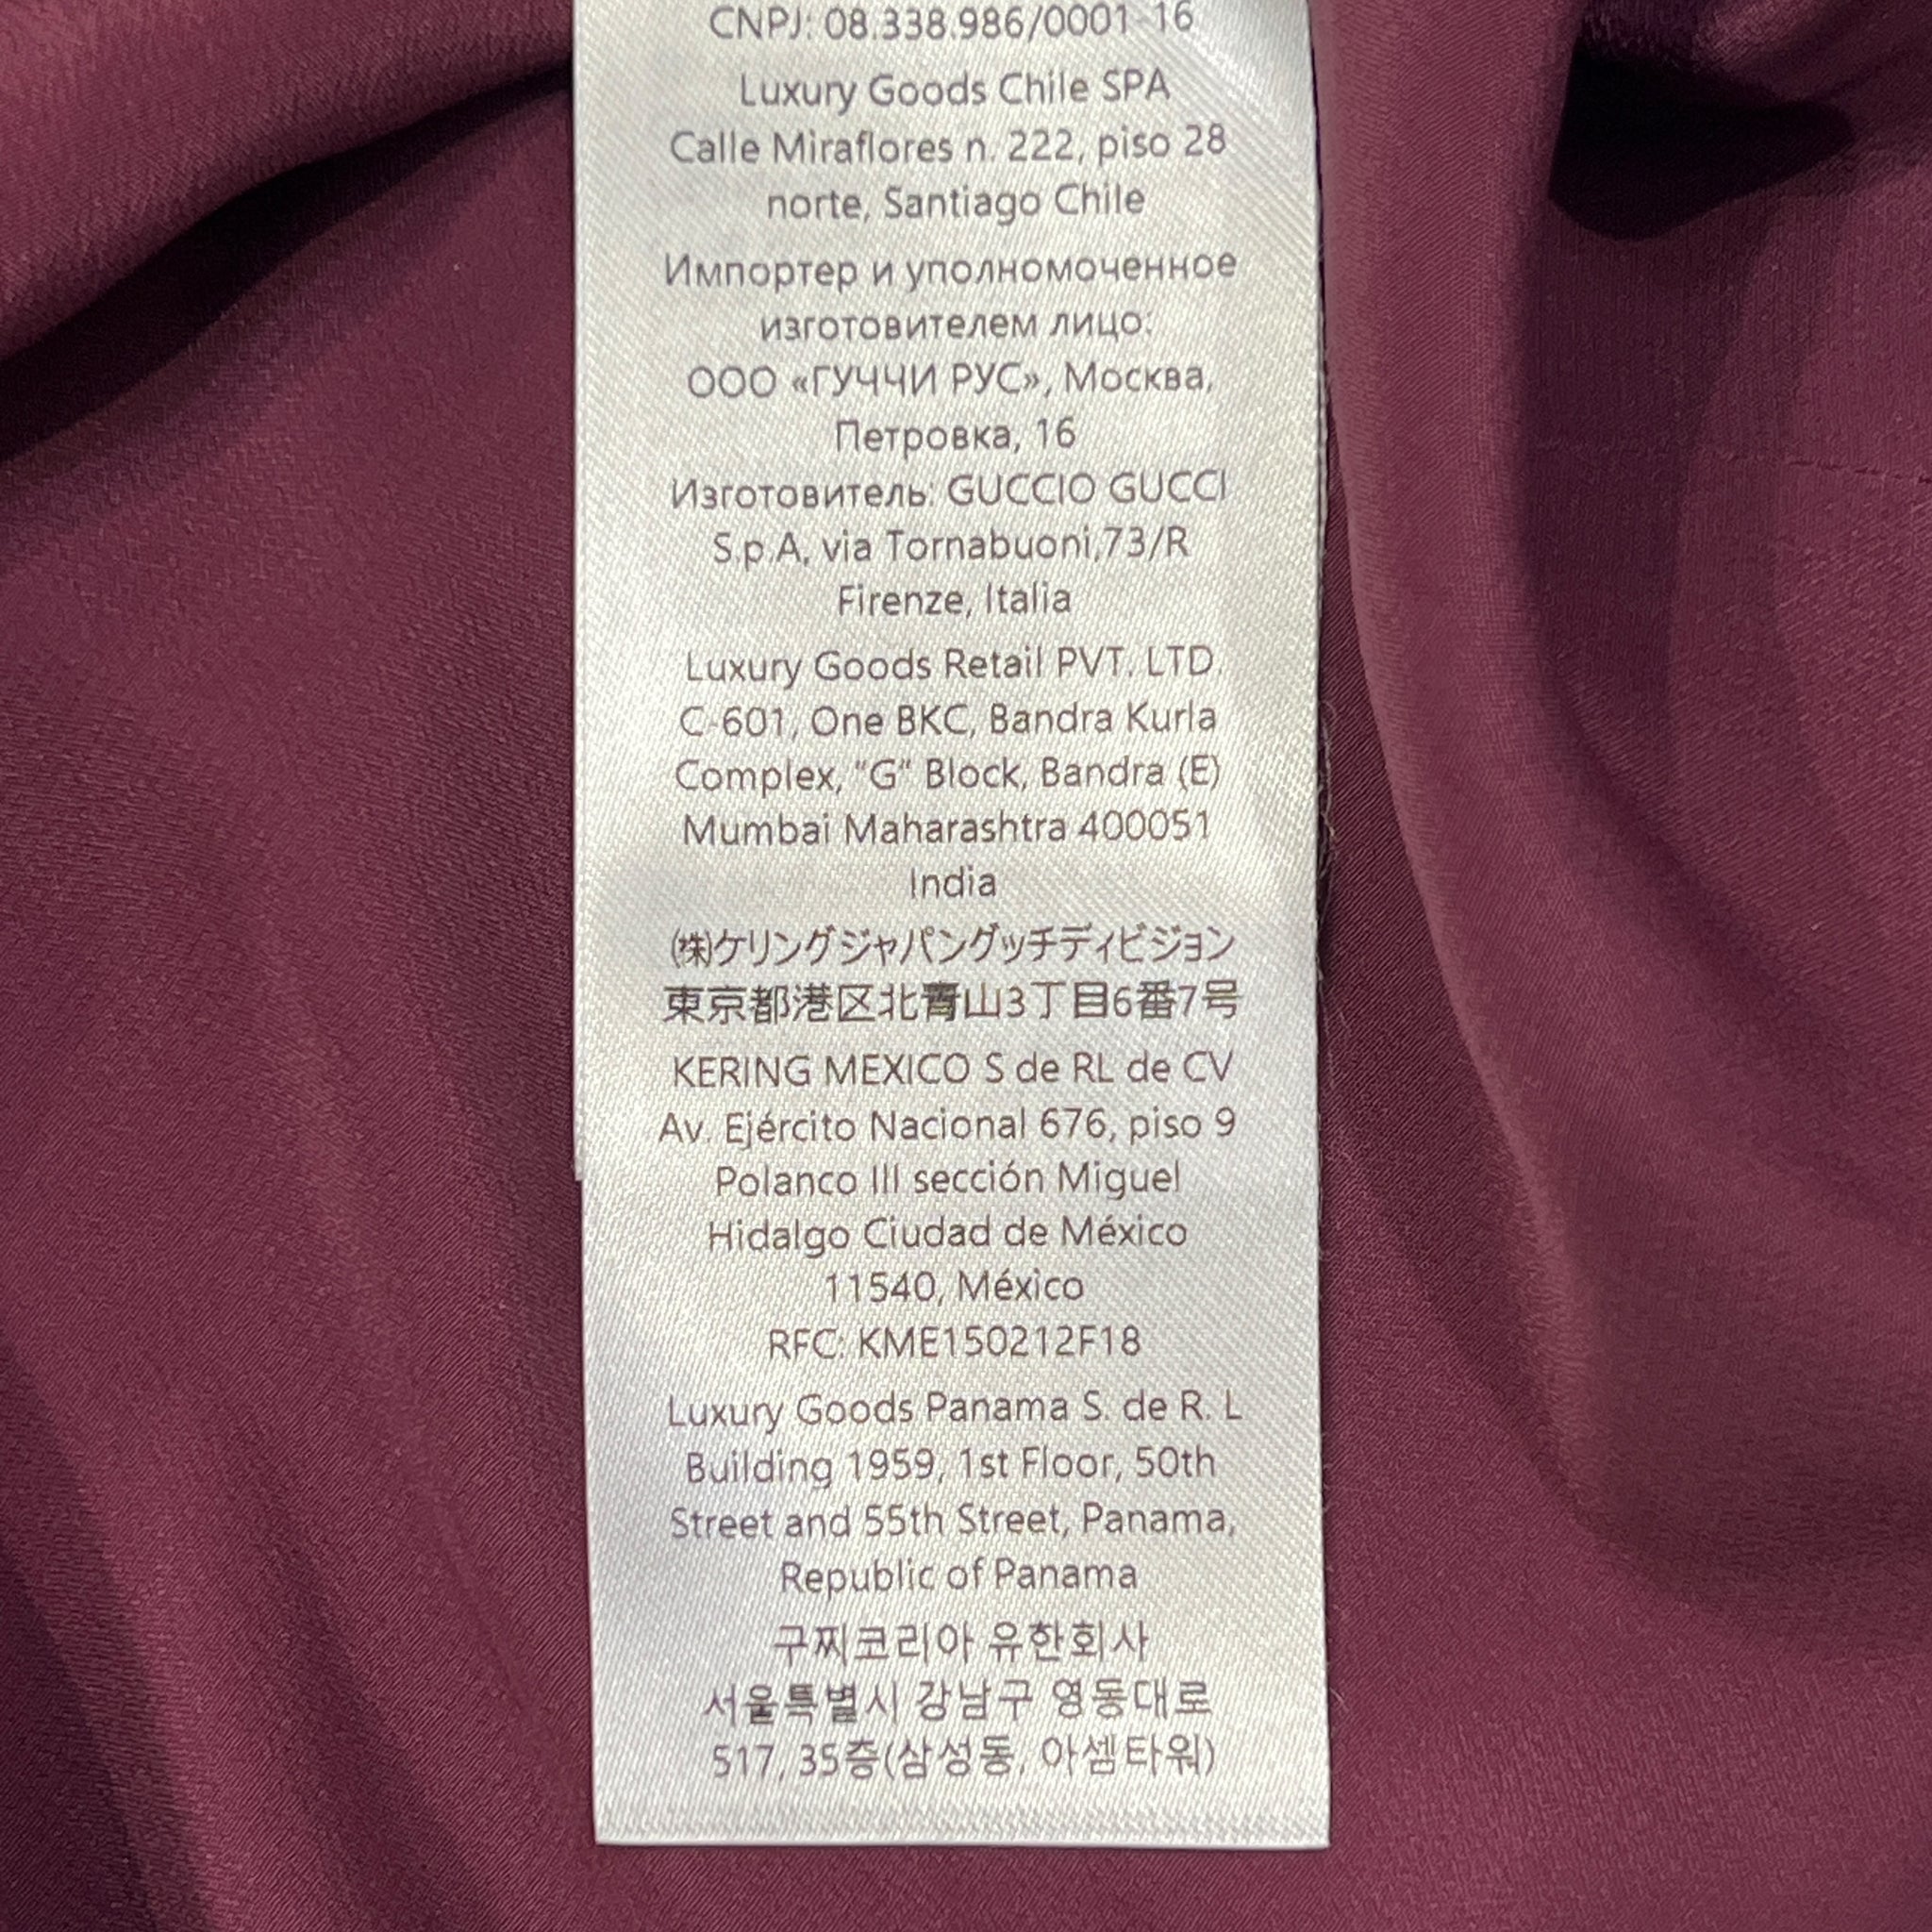 CNPJ: 08.338.986/0001-16
Luxury Goods Chile SPA
Calle Miraflores n. 222, piso 28
norte, Santiago Chile
Импортер и уполномоченное
изготовителем лицо:
ООО «ГУЧЧИ РУС», Москва,
Петровка, 16
Изготовитель: GUCCIO GUCCI
S.p.A, via Tornabuoni,73/R
Firenze, Italia
Luxury Goods Retail PVT. LTD.
C-601, One BKC, Bandra Kurla
Complex, "G" Block, Bandra (E)
Mumbai Maharashtra 400051
India
(株)ケリングジャパングッチディビジョン
東京都港区北青山3丁目6番7号
KERING MEXICO S de RL de CV
Av. Ejército Nacional 676, piso 9
Polanco III sección Miguel
Hidalgo Ciudad de México
11540, México
RFC: KME150212F18
Luxury Goods Panama S. de R. L
Building 1959, 1st Floor, 50th
Street and 55th Street, Panama,
Republic of Panama
구찌코리아 유한회사
서울특별시 강남구 영동대로
517, 35층(삼성동, 아셈타워)